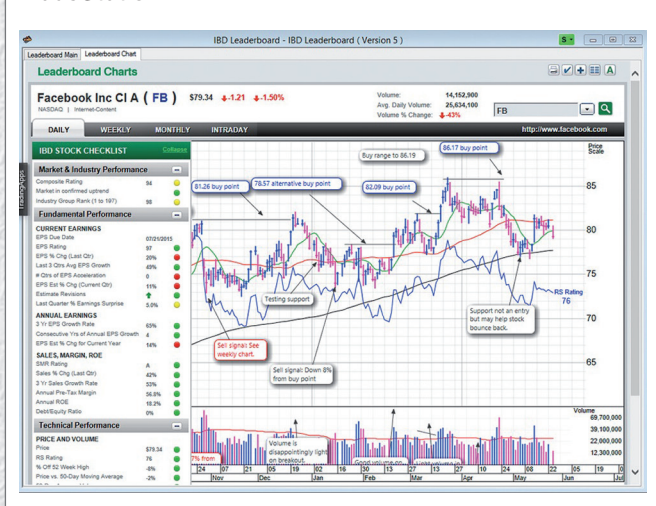 IBD Leaderboard - IBD Leaderboard ( Version 5 )
S
Leaderboard Main Leaderboard Chart
Leaderboard Charts
Facebook Inc Cl A ( FB ) $79.34 -1.21 -1.50%
NASDAQ | Internet-Content
Volume: 14,152,900
Avg. Daily Volume: 25,634,100
Volume % Change: -43%
FB
DAILY WEEKLY MONTHLY INTRADAY
http://www.facebook.com
TradingApps
IBD STOCK CHECKLIST Collapse
Market & Industry Performance
Composite Rating 94
Market in confirmed uptrend
Industry Group Rank (1 to 197) 98
Fundamental Performance
CURRENT EARNINGS
EPS Due Date 07/21/2015
EPS Rating 97
EPS % Chg (Last Qtr) 20%
Last 3 Qtrs Avg EPS Growth 49%
# Qtrs of EPS Acceleration 0
EPS Est % Chg (Current Qtr) 11%
Estimate Revisions
Last Quarter % Earnings Surprise 5.0%
ANNUAL EARNINGS
3 Yr EPS Growth Rate 65%
Consecutive Yrs of Annual EPS Growth 4
EPS Est % Chg for Current Year 14%
SALES, MARGIN, ROE
SMR Rating A
Sales % Chg (Last Qtr) 42%
3 Yr Sales Growth Rate 53%
Annual Pre-Tax Margin 56.8%
Annual ROE 18.2%
Debt/Equity Ratio 0%
Technical Performance
PRICE AND VOLUME
Price $79.34
RS Rating 76
% Off 52 Week High -8%
Price vs. 50-Day Moving Average -2%
81.26 buy point
78.57 alternative buy point
Buy range to 86.19
82.09 buy point
86.17 buy point
Price
Scale
85
80
75
70
65
RS Rating
76
Testing support
Sell signal: See
weekly chart.
Sell signal: Down 8%
from buy point
Support not an entry
but may help stock
bounce back.
Volume
69,700,000
39,100,000
22,000,000
12,300,000
Volume is
disappointingly light
on breakout.
7% from
Good volume on
24 07 21 05 19 02 16 30 13 27 13 27 13 27 10 24 08 22 05 19
Nov Dec Jan Feb Mar Apr May Jun Jul